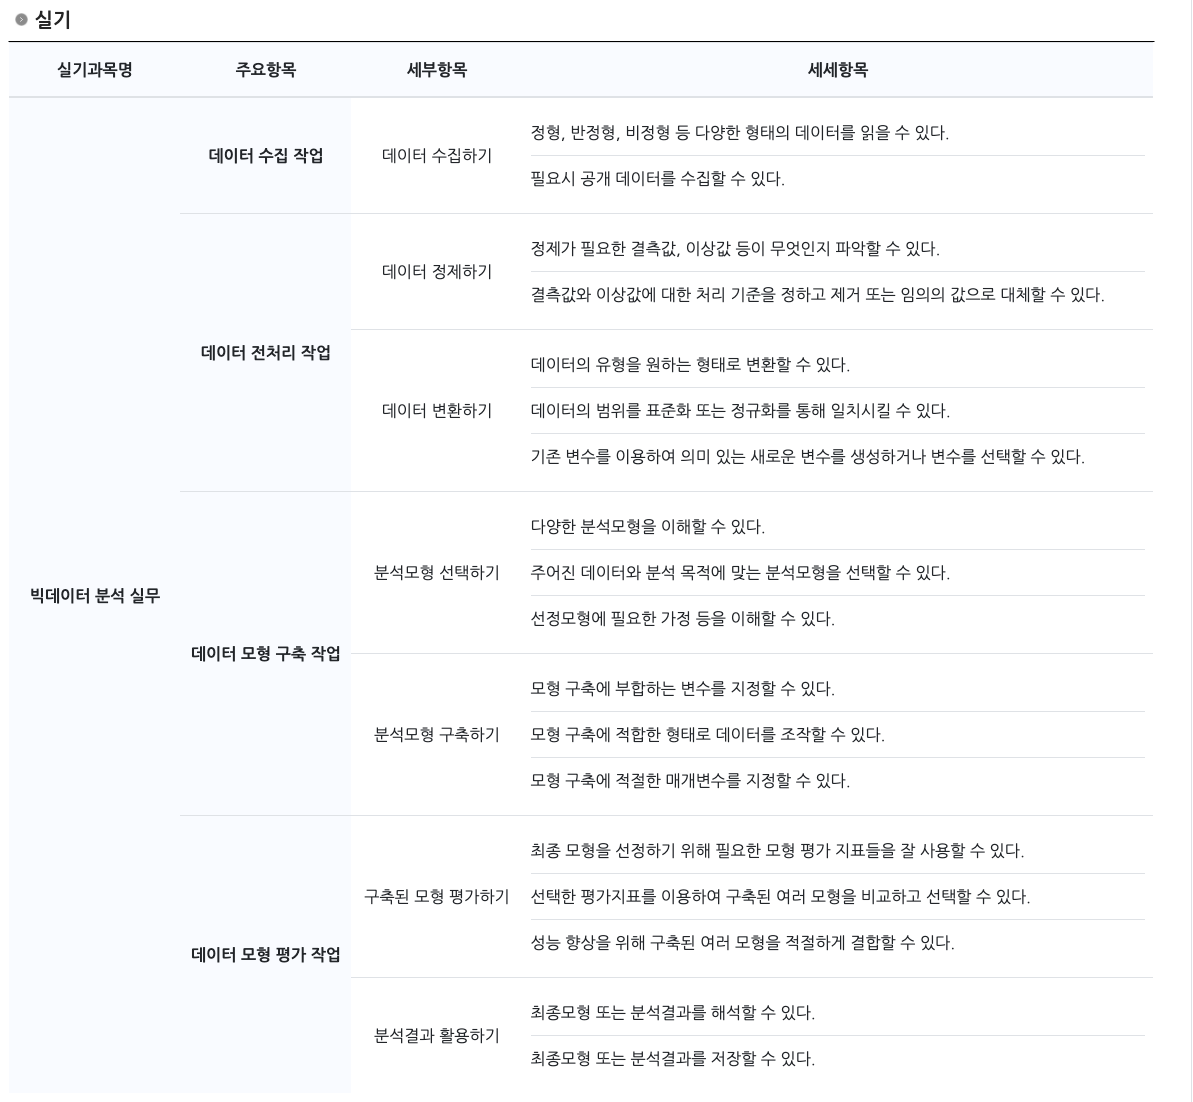 실기
실기과목명 주요항목 세부항목 세세항목
빅데이터 분석 실무
데이터 수집 작업
데이터 수집하기
정형, 반정형, 비정형 등 다양한 형태의 데이터를 읽을 수 있다.
필요시 공개 데이터를 수집할 수 있다.
데이터 전처리 작업
데이터 정제하기
정제가 필요한 결측값, 이상값 등이 무엇인지 파악할 수 있다.
결측값와 이상값에 대한 처리 기준을 정하고 제거 또는 임의의 값으로 대체할 수 있다.
데이터 변환하기
데이터의 유형을 원하는 형태로 변환할 수 있다.
데이터의 범위를 표준화 또는 정규화를 통해 일치시킬 수 있다.
기존 변수를 이용하여 의미 있는 새로운 변수를 생성하거나 변수를 선택할 수 있다.
데이터 모형 구축 작업
분석모형 선택하기
다양한 분석모형을 이해할 수 있다.
주어진 데이터와 분석 목적에 맞는 분석모형을 선택할 수 있다.
선정모형에 필요한 가정 등을 이해할 수 있다.
분석모형 구축하기
모형 구축에 부합하는 변수를 지정할 수 있다.
모형 구축에 적합한 형태로 데이터를 조작할 수 있다.
모형 구축에 적절한 매개변수를 지정할 수 있다.
데이터 모형 평가 작업
구축된 모형 평가하기
최종 모형을 선정하기 위해 필요한 모형 평가 지표들을 잘 사용할 수 있다.
선택한 평가지표를 이용하여 구축된 여러 모형을 비교하고 선택할 수 있다.
성능 향상을 위해 구축된 여러 모형을 적절하게 결합할 수 있다.
분석결과 활용하기
최종모형 또는 분석결과를 해석할 수 있다.
최종모형 또는 분석결과를 저장할 수 있다.